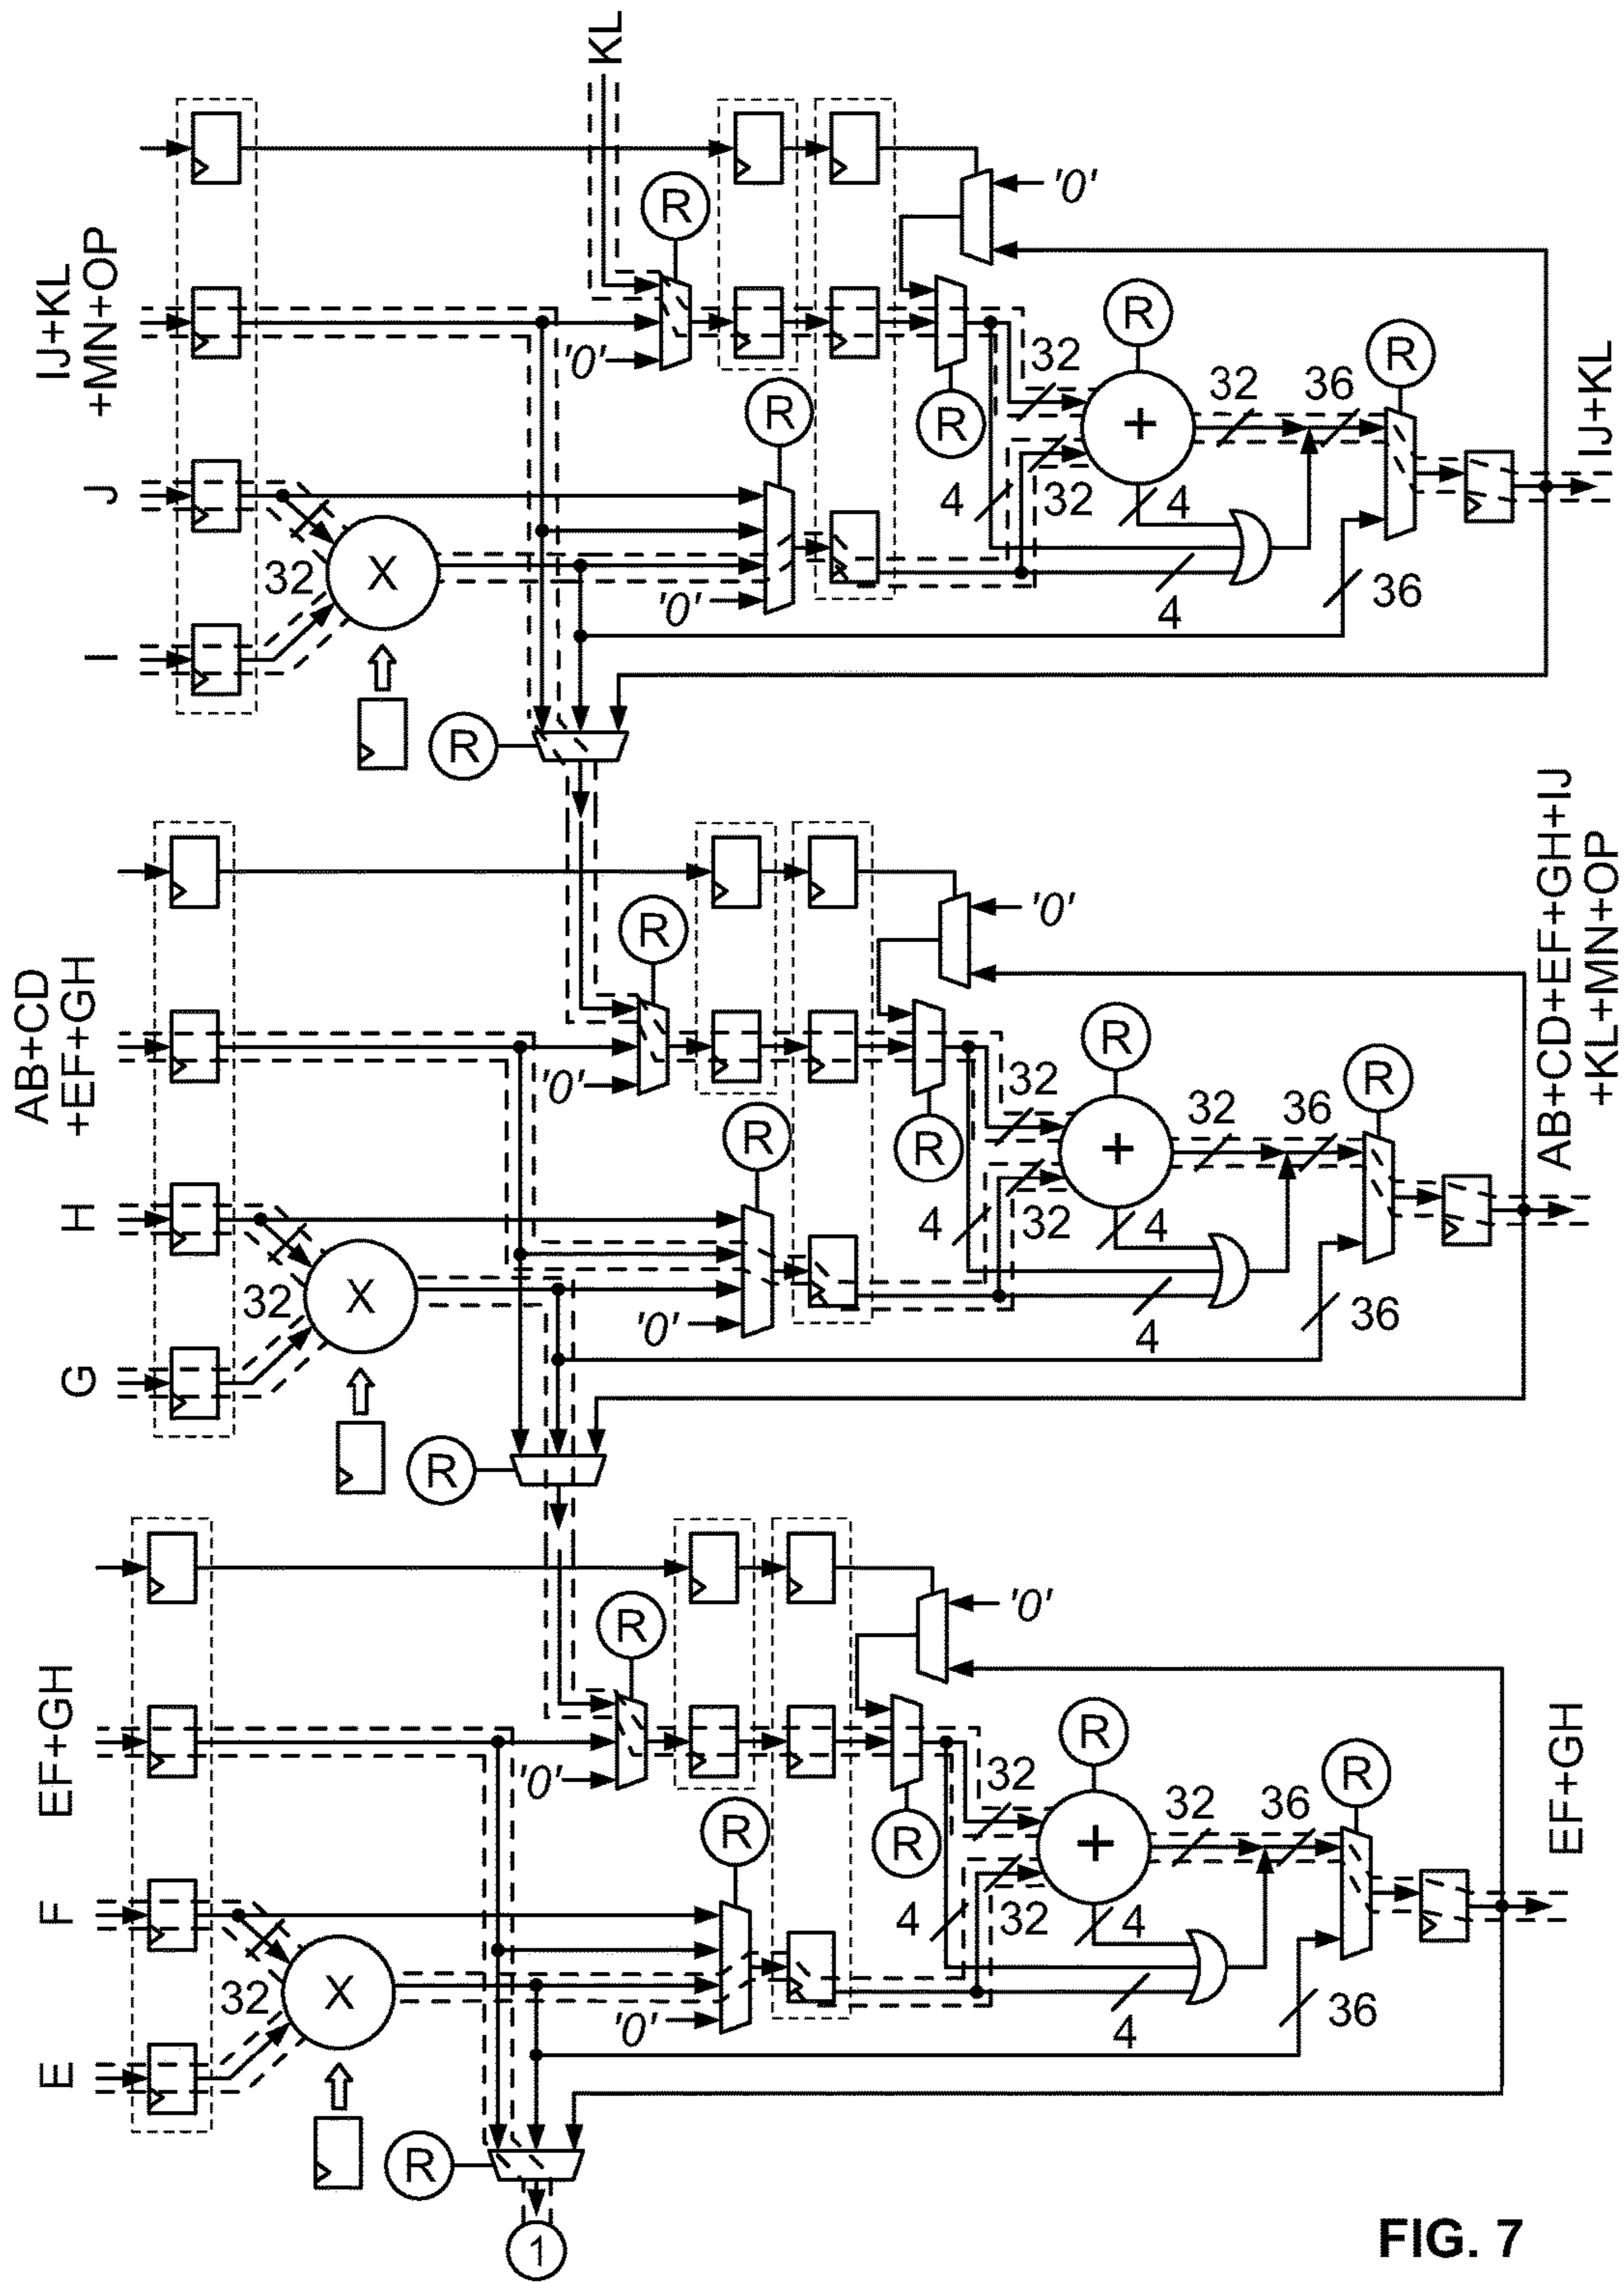 KL
R
'0'
IJ+KL
+MN+OP
R
'0'
32
R
32
36
IJ+KL
R
R
+
J
4
32
4
32
X
'0'
4
36
I
R
R
'0'
AB+CD
+EF+GH
AB+CD+EF+GH+IJ
+KL+MN+OP
R
'0'
32
R
32
36
R
R
+
H
4
32
4
32
X
'0'
4
36
G
R
R
'0'
EF+GH
R
'0'
32
R
32
36
EF+GH
R
R
+
F
4
32
4
32
X
'0'
4
36
E
R
1
FIG. 7